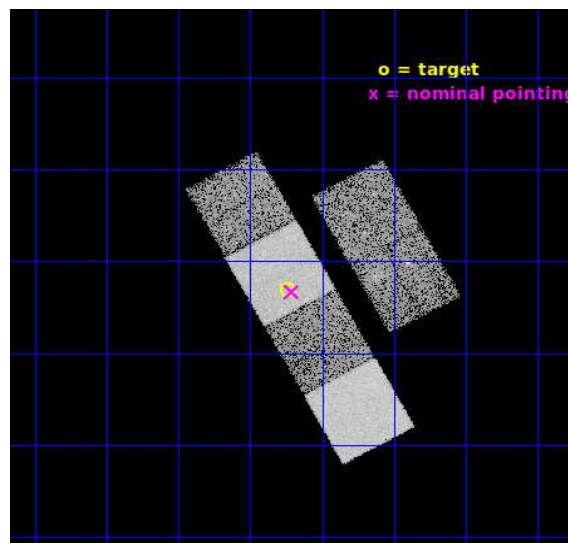 o = target
x = nominal pointing